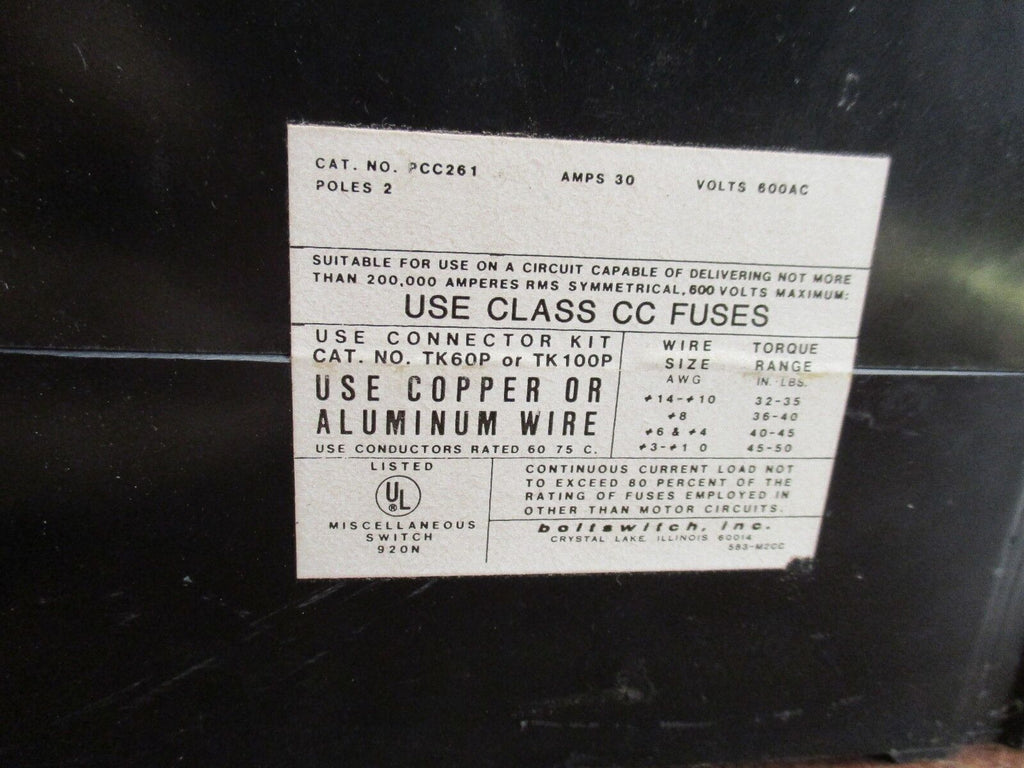 CAT. NO. PCC261 AMPS 30 VOLTS 600AC
POLES 2
SUITABLE FOR USE ON A CIRCUIT CAPABLE OF DELIVERING NOT MORE
THAN 200,000 AMPERES RMS SYMMETRICAL, 600 VOLTS MAXIMUM:
USE CLASS CC FUSES
USE CONNECTOR KIT
CAT. NO. TK60P or TK100P
USE COPPER OR
ALUMINUM WIRE
USE CONDUCTORS RATED 60 75 C.
WIRE TORQUE
SIZE RANGE
AWG IN.-LBS.
#14-#10 32-35
#8 36-40
#6 & #4 40-45
#3-#1 0 45-50
LISTED
UL
®
MISCELLANEOUS
SWITCH
920N
CONTINUOUS CURRENT LOAD NOT
TO EXCEED 80 PERCENT OF THE
RATING OF FUSES EMPLOYED IN
OTHER THAN MOTOR CIRCUITS.
boltswitch, inc.
CRYSTAL LAKE, ILLINOIS 60014
583-M2CC